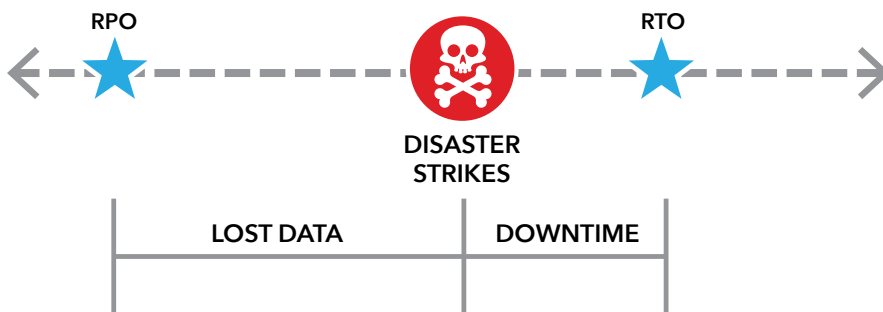 RPO
RTO
DISASTER
STRIKES
LOST DATA
DOWNTIME